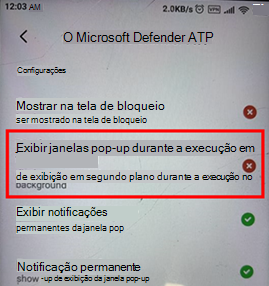 12:03 AM 2.0KB/s
O Microsoft Defender ATP
Configurações
Mostrar na tela de bloqueio
ser mostrado na tela de bloqueio
Exibir janelas pop-up durante a execução em
de exibição em segundo plano durante a execução no
background
Exibir notificações
permanentes da janela pop
Notificação permanente
show -up de exibição da janela pop-up